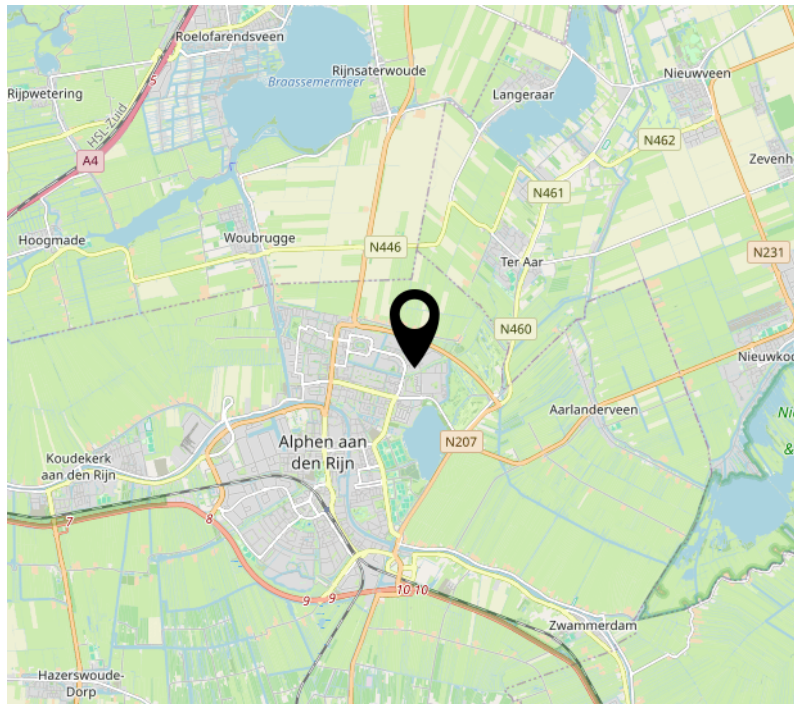 Roelofarendsveen
Braassemermeer
Rijnsaterwoude
Nieuwveen
5
Langeraar
Rijpwetering
HSL-Zuid
N462
A4
Zevenh
N461
Hoogmade
Woubrugge
N446
N231
Ter Aar
N460
Nieuwkoo
Aarlanderveen
Nie
N207
Alphen aan
den Rijn
&
Koudekerk
aan den Rijn
7
8
9
9
10
10
Zwammerdam
Hazerswoude-
Dorp